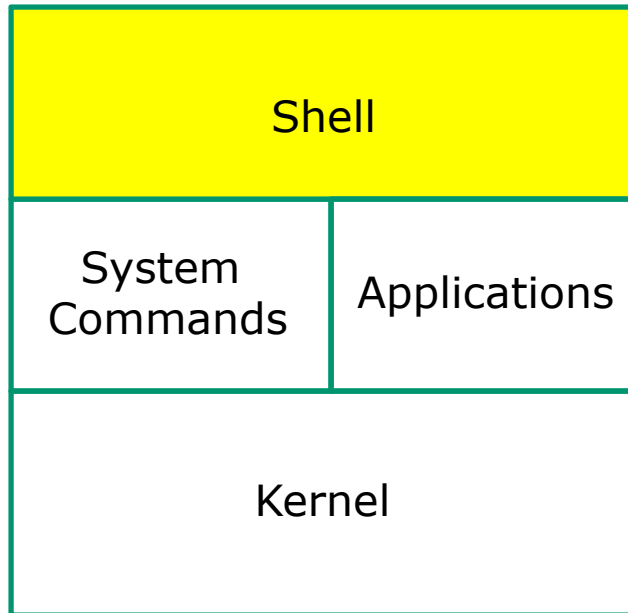 Shell
System
Commands
Applications
Kernel